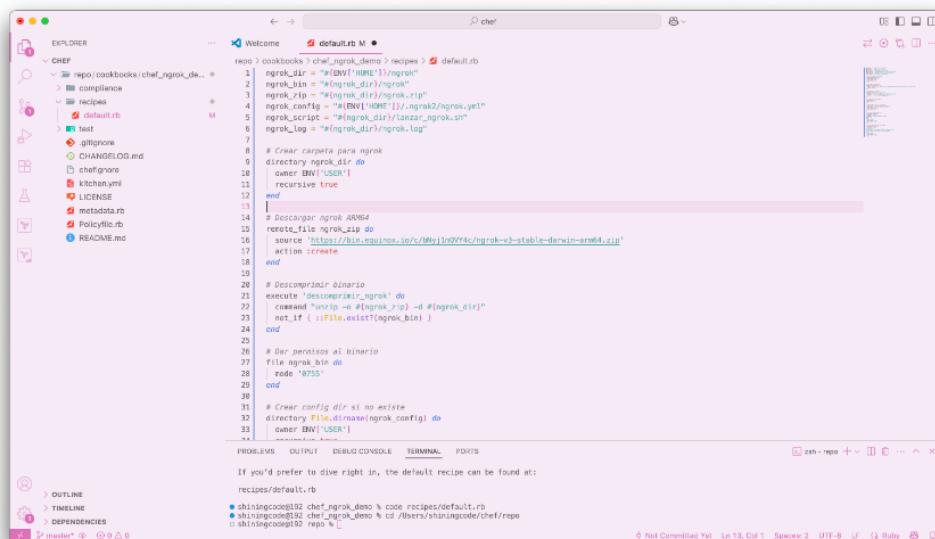 chef
EXPLORER
Welcome
default.rb M
CHEF
repo/cookbooks/chef_ngrok_de...
compliance
recipes
default.rb M
test
.gitignore
CHANGELOG.md
chefignore
kitchen.yml
LICENSE
metadata.rb
Policyfile.rb
README.md
OUTLINE
TIMELINE
DEPENDENCIES
repo > cookbooks > chef_ngrok_demo > recipes > default.rb
1 ngrok_dir = "#{ENV['HOME']}/ngrok"
2 ngrok_bin = "#{ngrok_dir}/ngrok"
3 ngrok_zip = "#{ngrok_dir}/ngrok.zip"
4 ngrok_config = "#{ENV['HOME']}/.ngrok2/ngrok.yml"
5 ngrok_script = "#{ngrok_dir}/lanzar_ngrok.sh"
6 ngrok_log = "#{ngrok_dir}/ngrok.log"
7
8 # Crear carpeta para ngrok
9 directory ngrok_dir do
10 owner ENV['USER']
11 recursive true
12 end
13
14 # Descargar ngrok ARM64
15 remote_file ngrok_zip do
16 source 'https://bin.equinox.io/c/bNyj1mQVY4c/ngrok-v3-stable-darwin-arm64.zip'
17 action :create
18 end
19
20 # Descomprimir binario
21 execute 'descomprimir_ngrok' do
22 command "unzip -o #{ngrok_zip} -d #{ngrok_dir}"
23 not_if { ::File.exist?(ngrok_bin) }
24 end
25
26 # Dar permisos al binario
27 file ngrok_bin do
28 mode '0755'
29 end
30
31 # Crear config dir si no existe
32 directory File.dirname(ngrok_config) do
33 owner ENV['USER']
PROBLEMS OUTPUT DEBUG CONSOLE TERMINAL PORTS
zsh - repo
If you'd prefer to dive right in, the default recipe can be found at:
recipes/default.rb
shiningcode@192 chef_ngrok_demo % code recipes/default.rb
shiningcode@192 chef_ngrok_demo % cd /Users/shiningcode/chef/repo
shiningcode@192 repo %
master* 0 0 Not Committed Yet Ln 13, Col 1 Spaces: 2 UTF-8 LF Ruby